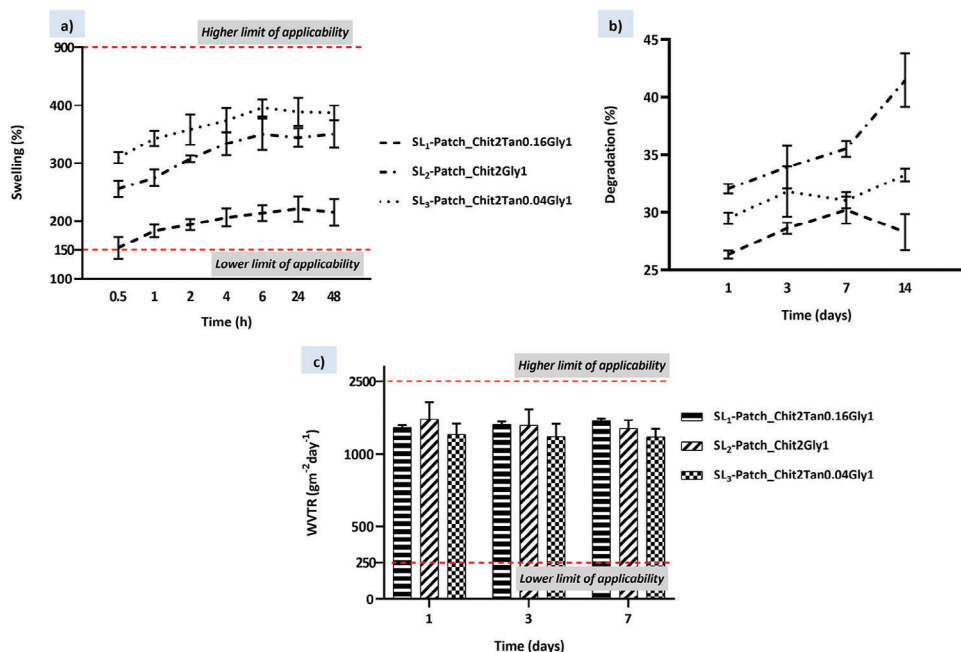 a)
Higher limit of applicability
900
400
300
200
150
100
Swelling (%)
Lower limit of applicability
0.5 1 2 4 6 24 48
Time (h)
SL₁-Patch_Chit2Tan0.16Gly1
SL₂-Patch_Chit2Gly1
SL₃-Patch_Chit2Tan0.04Gly1
b)
45
40
35
30
25
Degradation (%)
1 3 7 14
Time (days)
c)
Higher limit of applicability
2500
1000
500
250
0
WVTR (gm⁻²day⁻¹)
Lower limit of applicability
1 3 7
Time (days)
SL₁-Patch_Chit2Tan0.16Gly1
SL₂-Patch_Chit2Gly1
SL₃-Patch_Chit2Tan0.04Gly1